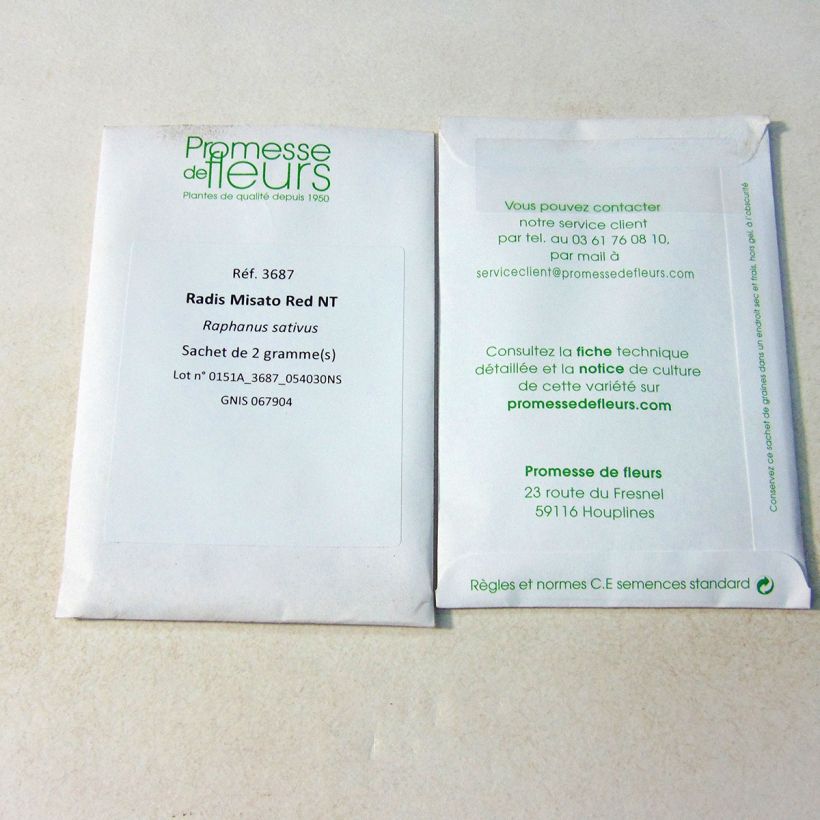 Promesse
de fleurs
Plantes de qualité depuis 1950
Réf. 3687
Radis Misato Red NT
Raphanus sativus
Sachet de 2 gramme(s)
Lot n° 0151A_3687_054030NS
GNIS 067904
Vous pouvez contacter
notre service client
par tel. au 03 61 76 08 10,
par mail à
serviceclient@promessedefleurs.com
Consultez la fiche technique
détaillée et la notice de culture
de cette variété sur
promessedefleurs.com
Promesse de fleurs
23 route du Fresnel
59116 Houplines
Règles et normes C.E semences standard
Conservez ce sachet de graines dans un endroit sec et frais, hors gel, à l'obscurité